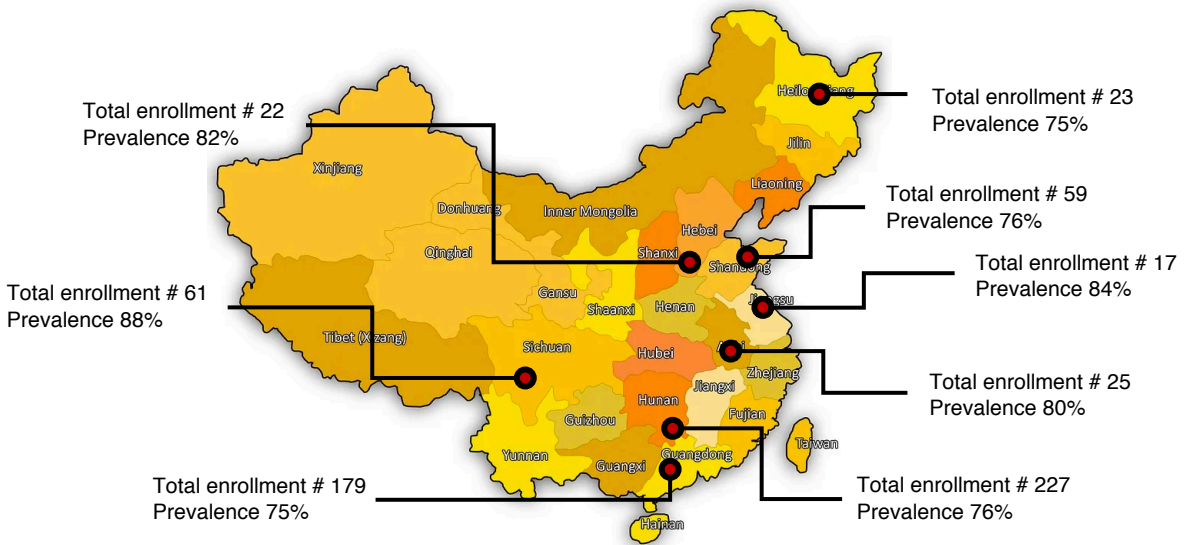 Total enrollment # 22
Prevalence 82%
Total enrollment # 23
Prevalence 75%
Total enrollment # 59
Prevalence 76%
Total enrollment # 17
Prevalence 84%
Total enrollment # 61
Prevalence 88%
Total enrollment # 25
Prevalence 80%
Total enrollment # 179
Prevalence 75%
Total enrollment # 227
Prevalence 76%
Jilin
Xinjiang
Liaoning
Donhuang
Inner Mongolia
Hebei
Qinghai
Shanxi
Gansu
Shaanxi
Henan
Tibet (Xizang)
Sichuan
Hubei
Zhejiang
Jiangxi
Hunan
Guizhou
Fujian
Taiwan
Yunnan
Guangxi
Guangdong
Hainan